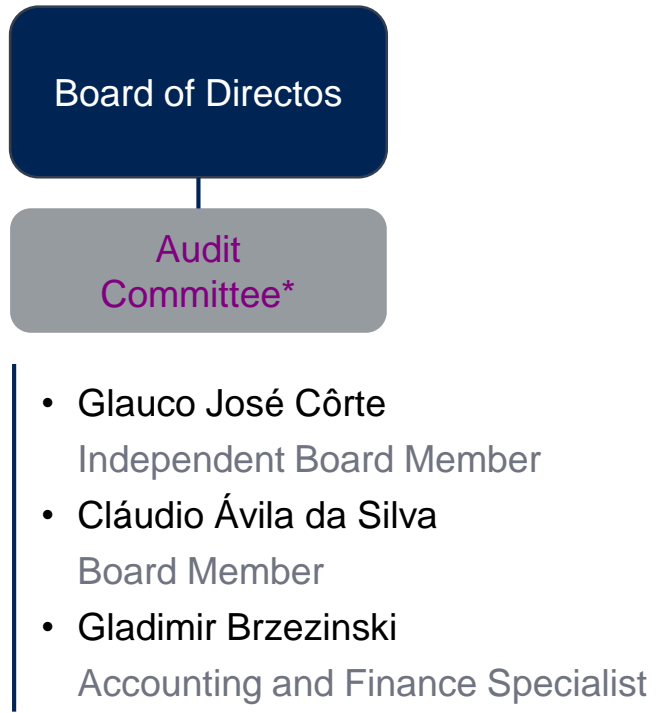 Board of Directos
Audit
Committee*
• Glauco José Côrte
Independent Board Member
• Cláudio Ávila da Silva
Board Member
• Gladimir Brzezinski
Accounting and Finance Specialist